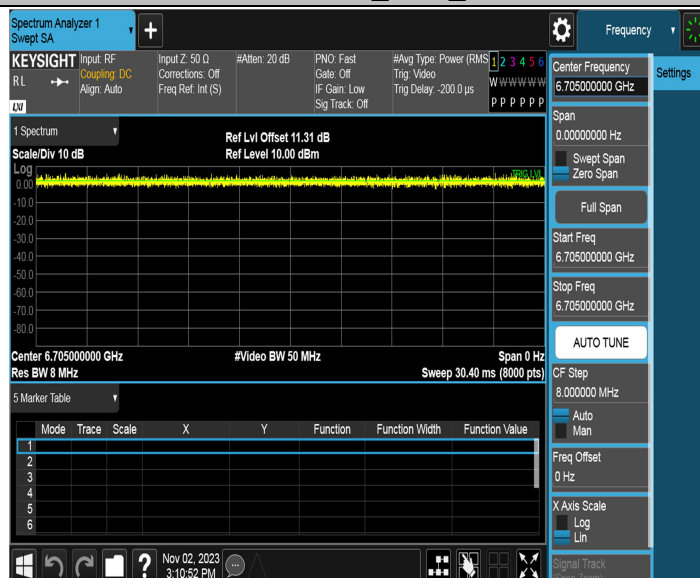 Spectrum Analyzer 1
Swept SA
+
Frequency
KEYSIGHT
RL
LXI
Input: RF
Coupling: DC
Align: Auto
Input Z: 50 Ω
Corrections: Off
Freq Ref: Int (S)
#Atten: 20 dB
PNO: Fast
Gate: Off
IF Gain: Low
Sig Track: Off
#Avg Type: Power (RMS
Trig: Video
Trig Delay: -200.0 µs
1 2 3 4 5 6
W W W W W W
P P P P P P
Center Frequency
6.705000000 GHz
Settings
Span
0.00000000 Hz
Swept Span
Zero Span
Full Span
Start Freq
6.705000000 GHz
Stop Freq
6.705000000 GHz
AUTO TUNE
CF Step
8.000000 MHz
Auto
Man
Freq Offset
0 Hz
X Axis Scale
Log
Lin
Signal Track
1 Spectrum
Scale/Div 10 dB
Ref Lvl Offset 11.31 dB
Ref Level 10.00 dBm
Log
TRIG LVL
0.00
-10.0
-20.0
-30.0
-40.0
-50.0
-60.0
-70.0
-80.0
Center 6.705000000 GHz
#Video BW 50 MHz
Span 0 Hz
Res BW 8 MHz
Sweep 30.40 ms (8000 pts)
5 Marker Table
Mode Trace Scale X Y Function Function Width Function Value
1
2
3
4
5
6
?
Nov 02, 2023
3:10:52 PM